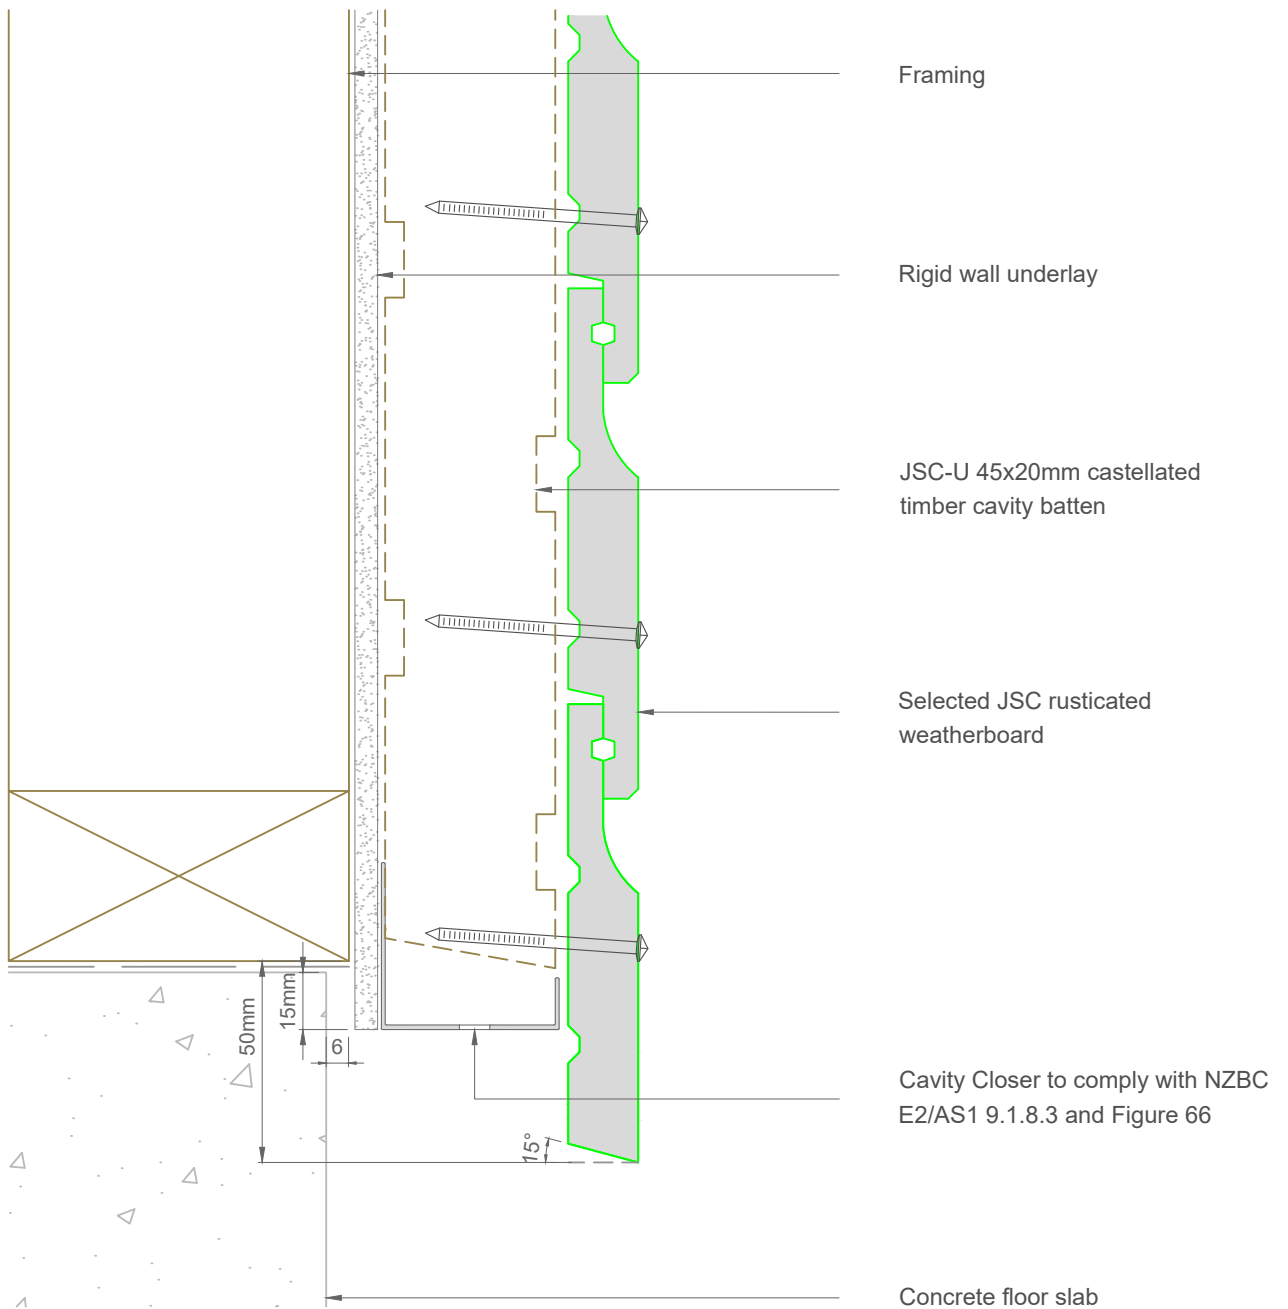 Framing
Rigid wall underlay
JSC-U 45x20mm castellated
timber cavity batten
Selected JSC rusticated
weatherboard
50mm
15mm
6
Cavity Closer to comply with NZBC
E2/AS1 9.1.8.3 and Figure 66
15°
Concrete floor slab